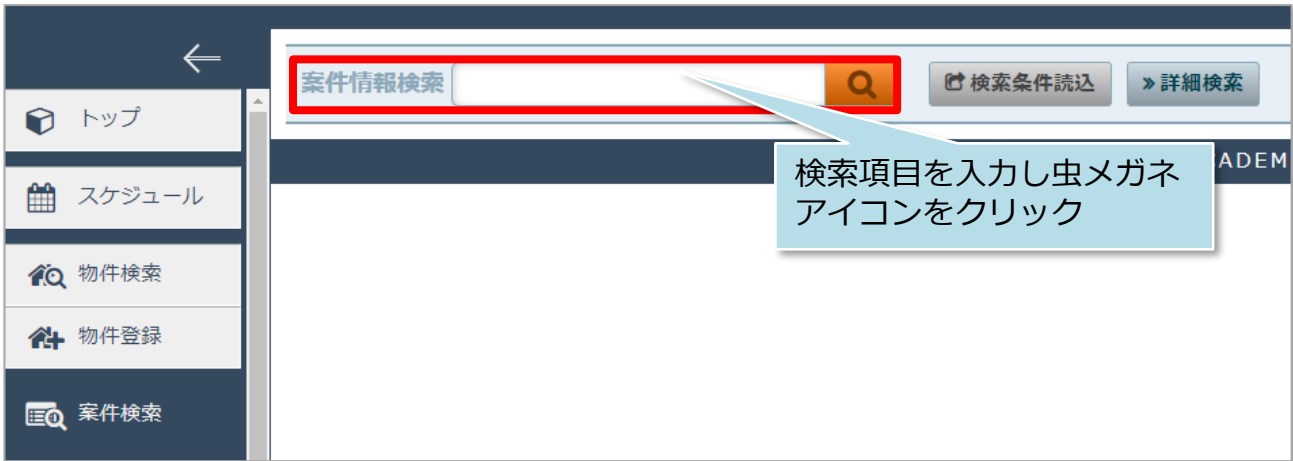 案件情報検索
検索条件読込
»詳細検索
トップ
スケジュール
物件検索
物件登録
案件検索
検索項目を入力し虫メガネ
アイコンをクリック
ADEM